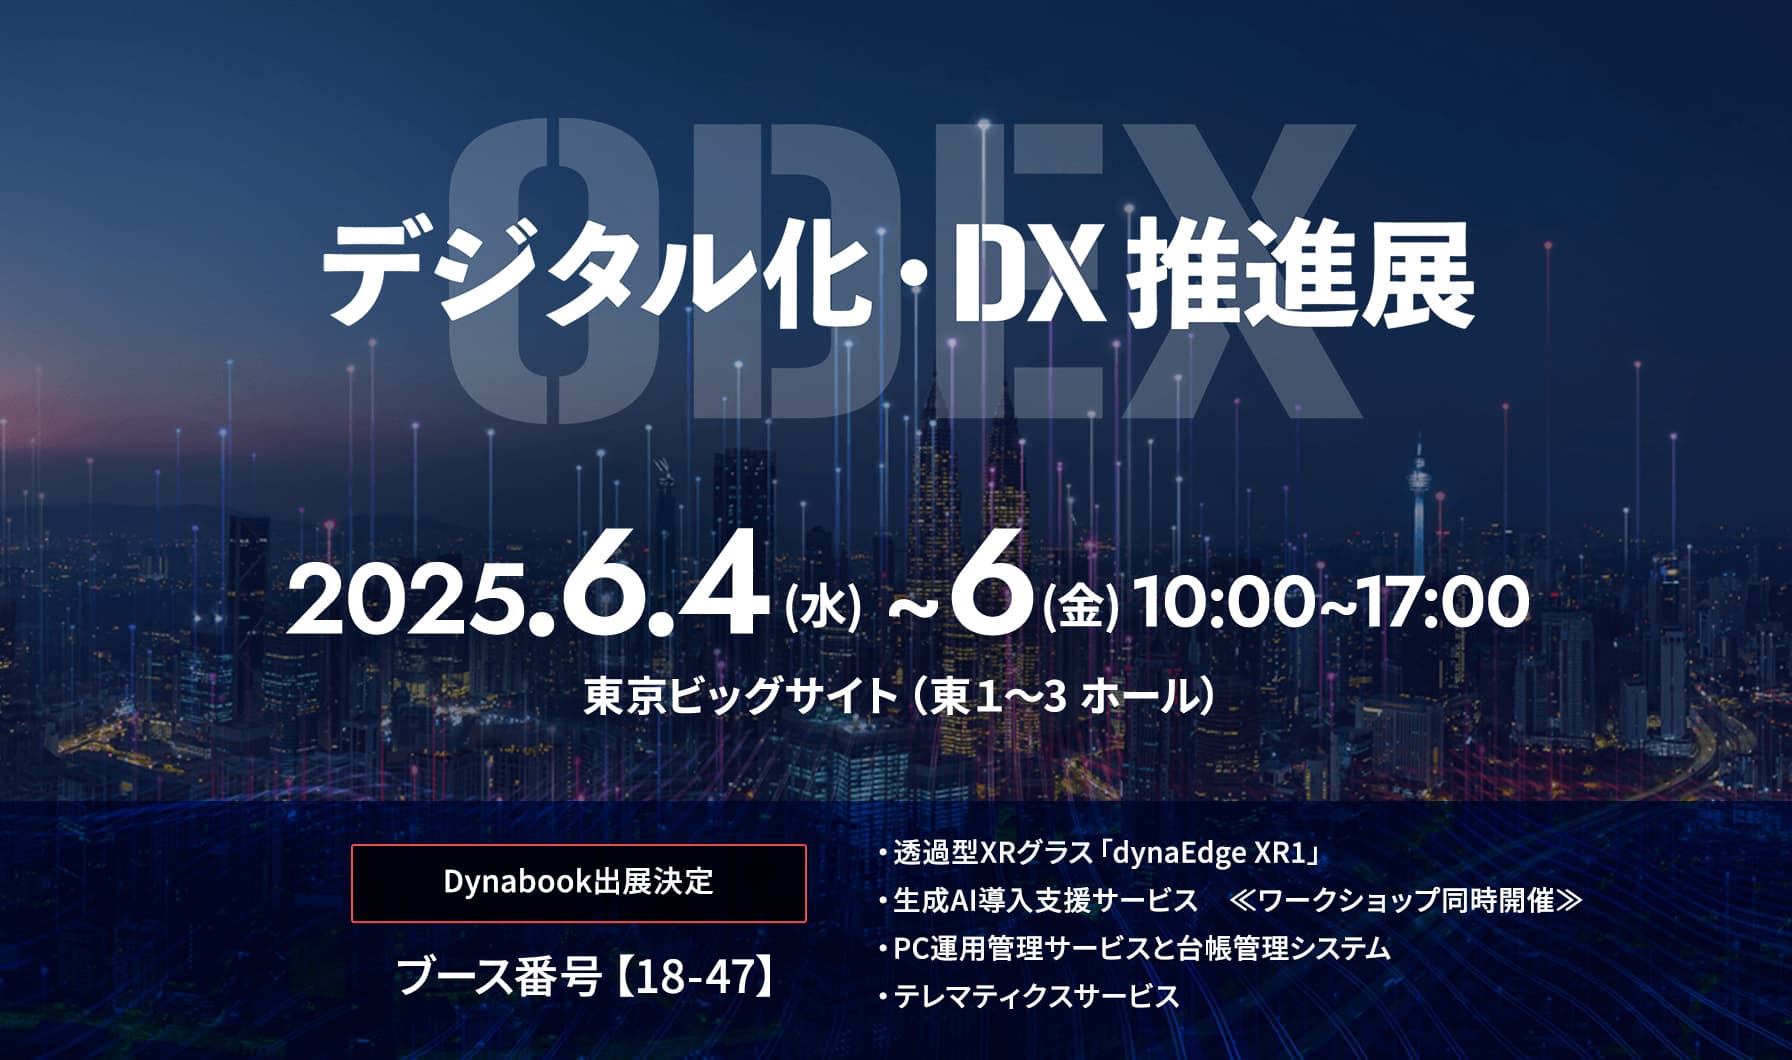 ODEX
デジタル化・DX 推進展
2025.6.4(水) ~6(金)10:00~17:00
東京ビッグサイト（東１～3 ホール）
Dynabook出展決定
ブース番号【18-47】
・透過型XRグラス「dynaEdge XR1」
・生成AI導入支援サービス　≪ワークショップ同時開催≫
・PC運用管理サービスと台帳管理システム
・テレマティクスサービス